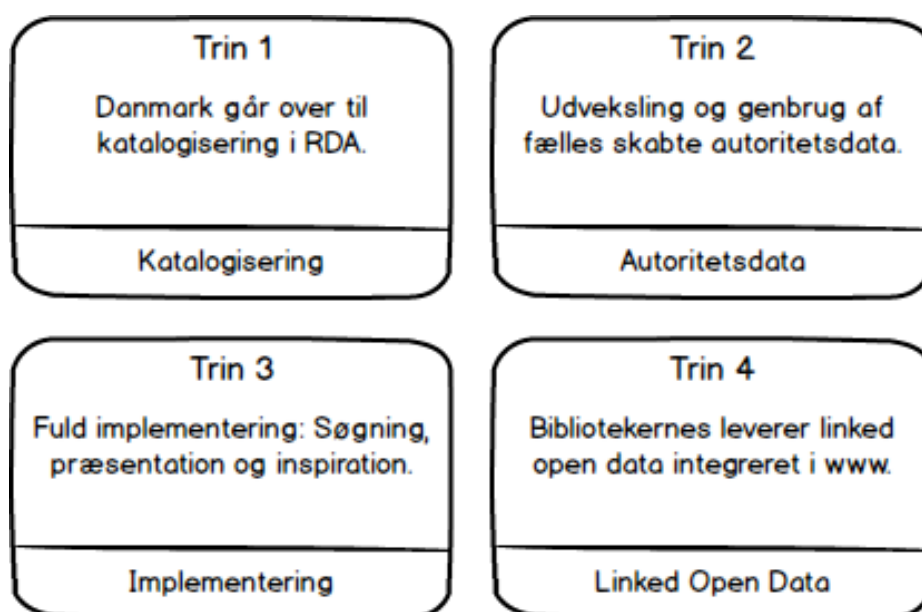 Trin 1
Danmark går over til
katalogisering i RDA.
Katalogisering
Trin 2
Udveksling og genbrug af
fælles skabte autoritetsdata.
Autoritetsdata
Trin 3
Fuld implementering: Søgning,
præsentation og inspiration.
Implementering
Trin 4
Bibliotekernes leverer linked
open data integreret i www.
Linked Open Data